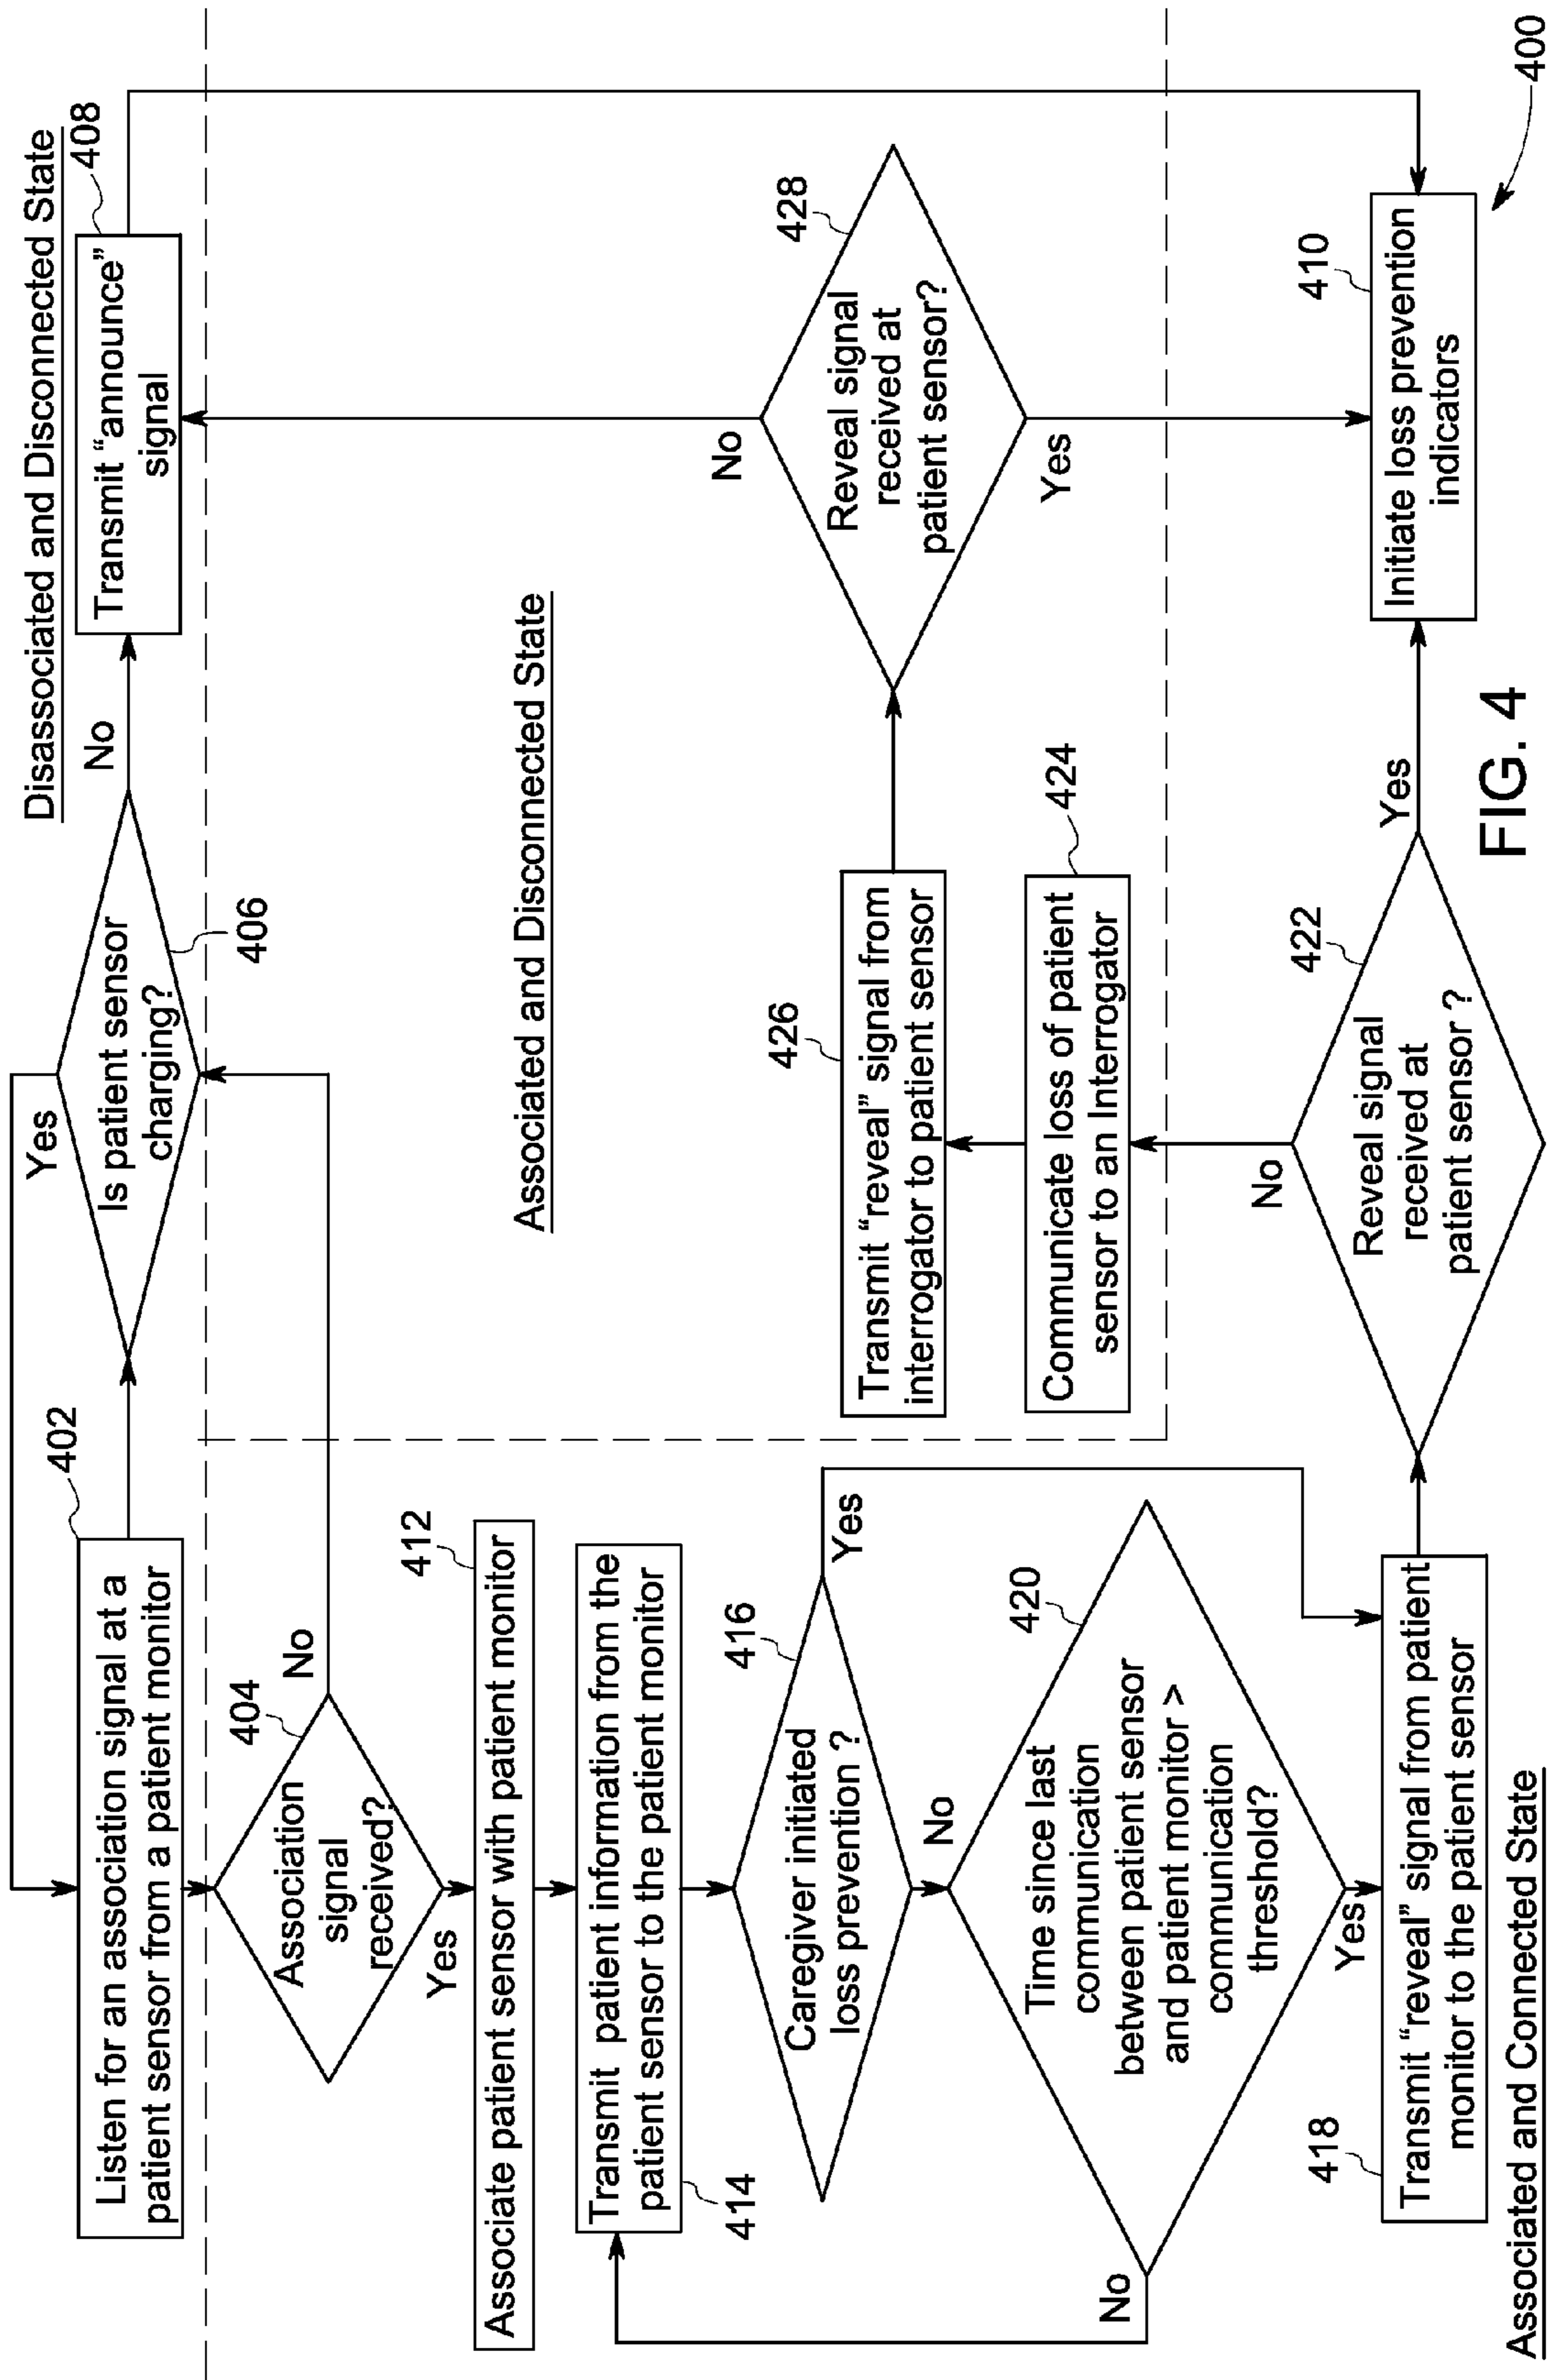 Disassociated and Disconnected State
Yes
402
Listen for an association signal at a
patient sensor from a patient monitor
Is patient sensor
charging?
406
No
408
Transmit “announce”
signal
404
Association
signal
received?
No
Yes
412
Associate patient sensor with patient monitor
Transmit patient information from the
patient sensor to the patient monitor
414
416
Caregiver initiated
loss prevention ?
Yes
No
420
Time since last
communication
between patient sensor
and patient monitor >
communication
threshold?
No
Yes
418
Transmit “reveal” signal from patient
monitor to the patient sensor
Associated and Connected State
Associated and Disconnected State
426
Transmit “reveal” signal from
interrogator to patient sensor
424
Communicate loss of patient
sensor to an Interrogator
No
422
Reveal signal
received at
patient sensor ?
Yes
428
Reveal signal
received at
patient sensor?
No
Yes
410
Initiate loss prevention
indicators
400
FIG. 4